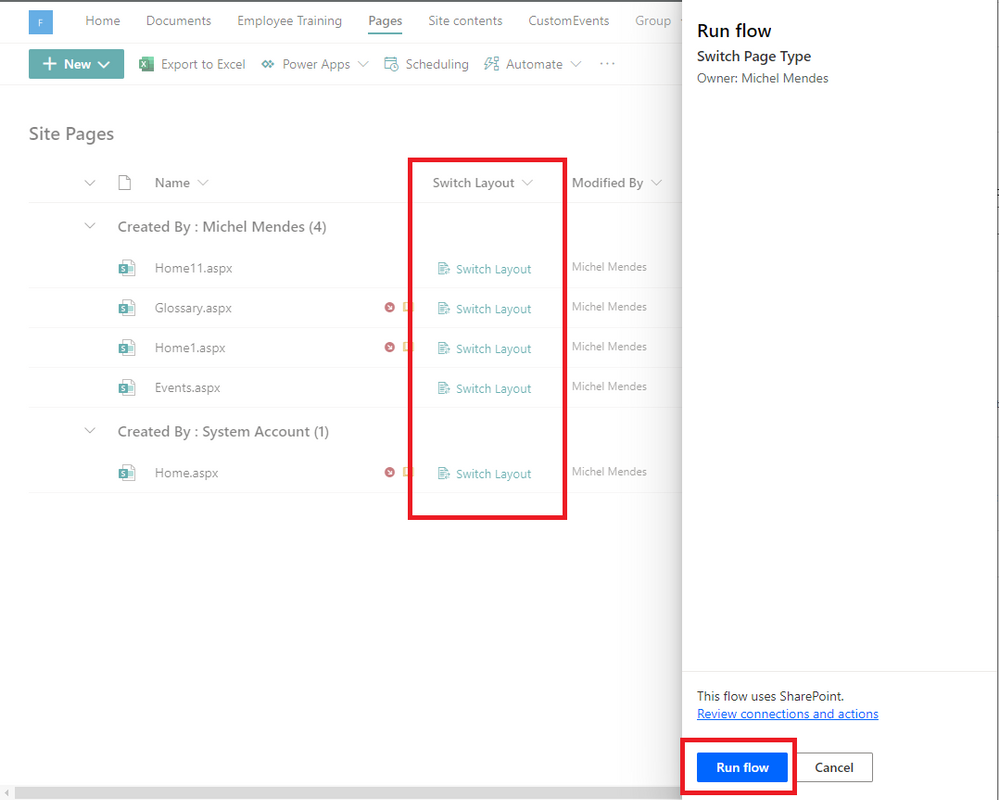 F
Home Documents Employee Training Pages Site contents CustomEvents Group
New Export to Excel Power Apps Scheduling Automate ...
Site Pages
Name Switch Layout Modified By
Created By : Michel Mendes (4)
Home11.aspx Switch Layout Michel Mendes
Glossary.aspx Switch Layout Michel Mendes
Home1.aspx Switch Layout Michel Mendes
Events.aspx Switch Layout Michel Mendes
Created By : System Account (1)
Home.aspx Switch Layout Michel Mendes
Run flow
Switch Page Type
Owner: Michel Mendes
This flow uses SharePoint.
Review connections and actions
Run flow Cancel